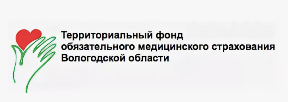 Территориальный фонд
обязательного медицинского страхования
Вологодской области